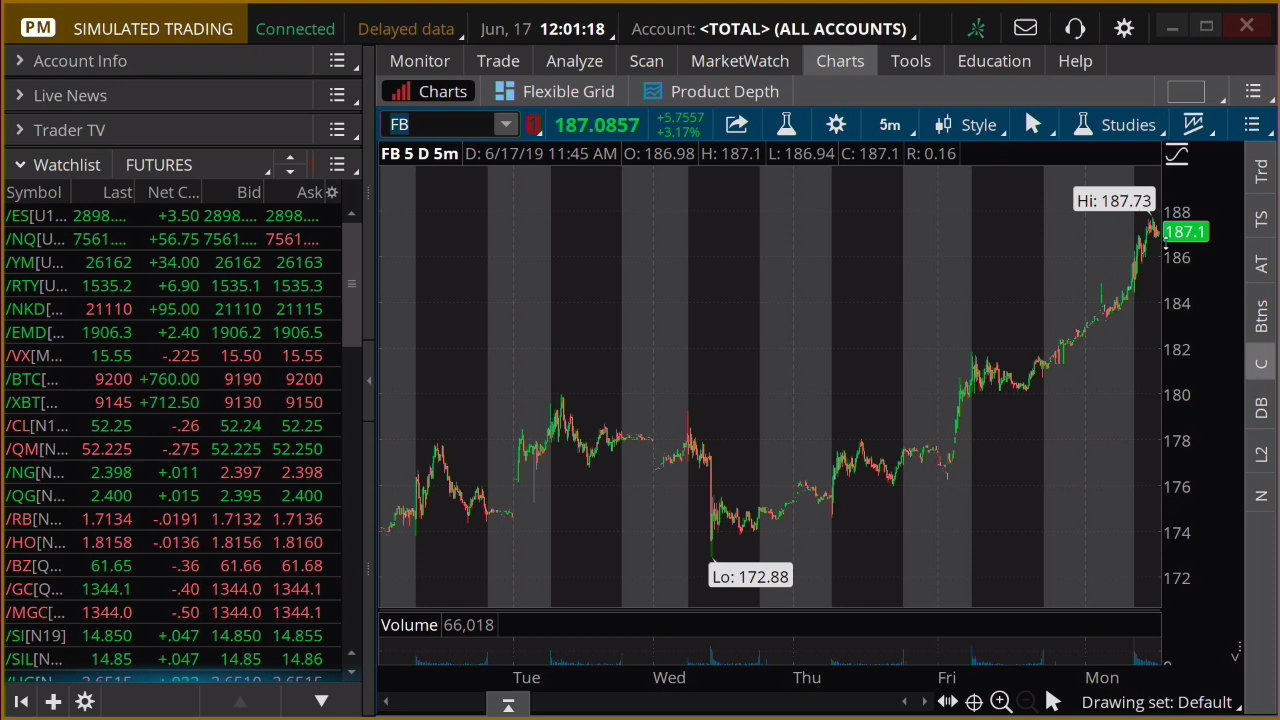 PM SIMULATED TRADING Connected Delayed data Jun, 17 12:01:18 Account: <TOTAL> (ALL ACCOUNTS)
Account Info
Live News
Trader TV
Watchlist FUTURES
Symbol Last Net C... Bid Ask
/ES[U1... 2898.... +3.50 2898.... 2898....
/NQ[U... 7561.... +56.75 7561.... 7561....
/YM[U... 26162 +34.00 26162 26163
/RTY[U... 1535.2 +6.90 1535.1 1535.3
/NKD[... 21110 +95.00 21110 21115
/EMD[... 1906.3 +2.40 1906.2 1906.5
/VX[M... 15.55 -.225 15.50 15.55
/BTC[... 9200 +760.00 9190 9200
/XBT[... 9145 +712.50 9130 9150
/CL[N1... 52.25 -.26 52.24 52.25
/QM[N... 52.225 -.275 52.225 52.250
/NG[N... 2.398 +.011 2.397 2.398
/QG[N... 2.400 +.015 2.395 2.400
/RB[N... 1.7134 -.0191 1.7132 1.7136
/HO[N... 1.8158 -.0136 1.8156 1.8160
/BZ[Q... 61.65 -.36 61.66 61.68
/GC[Q... 1344.1 -.40 1344.0 1344.1
/MGC[... 1344.0 -.50 1344.0 1344.1
/SI[N19] 14.850 +.047 14.850 14.855
/SIL[N... 14.85 +.047 14.85 14.86
Monitor Trade Analyze Scan MarketWatch Charts Tools Education Help
Charts Flexible Grid Product Depth
FB 1 187.0857 +5.7557 +3.17% 5m Style Studies
FB 5 D 5m D: 6/17/19 11:45 AM O: 186.98 H: 187.1 L: 186.94 C: 187.1 R: 0.16
Hi: 187.73
188
187.1
186
184
182
180
178
176
174
172
Lo: 172.88
Volume 66,018
0
Tue Wed Thu Fri Mon
Drawing set: Default
Trd
TS
AT
Btns
C
DB
L2
N